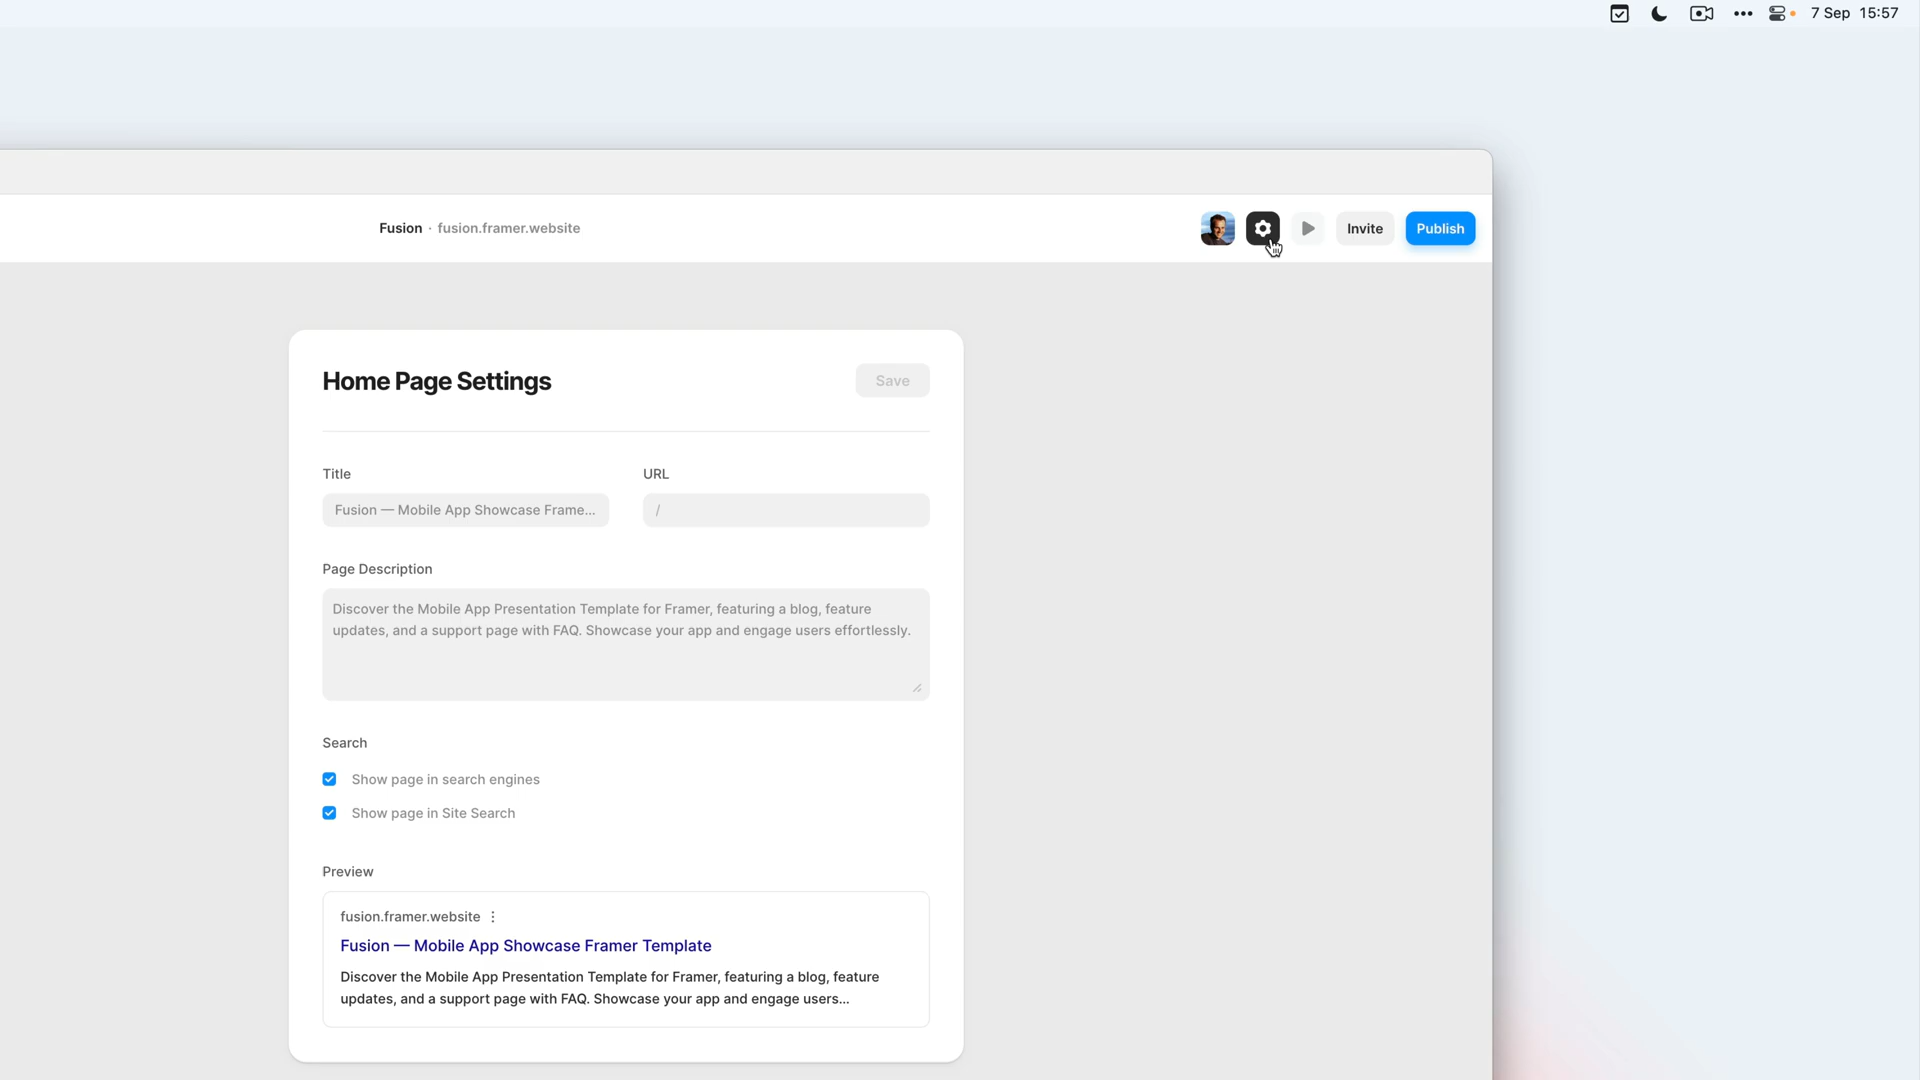 7 Sep 15:57
Fusion · fusion.framer.website
Invite
Publish
Home Page Settings
Save
Title
URL
Fusion — Mobile App Showcase Frame...
/
Page Description
Discover the Mobile App Presentation Template for Framer, featuring a blog, feature
updates, and a support page with FAQ. Showcase your app and engage users effortlessly.
Search
Show page in search engines
Show page in Site Search
Preview
fusion.framer.website
Fusion — Mobile App Showcase Framer Template
Discover the Mobile App Presentation Template for Framer, featuring a blog, feature
updates, and a support page with FAQ. Showcase your app and engage users...